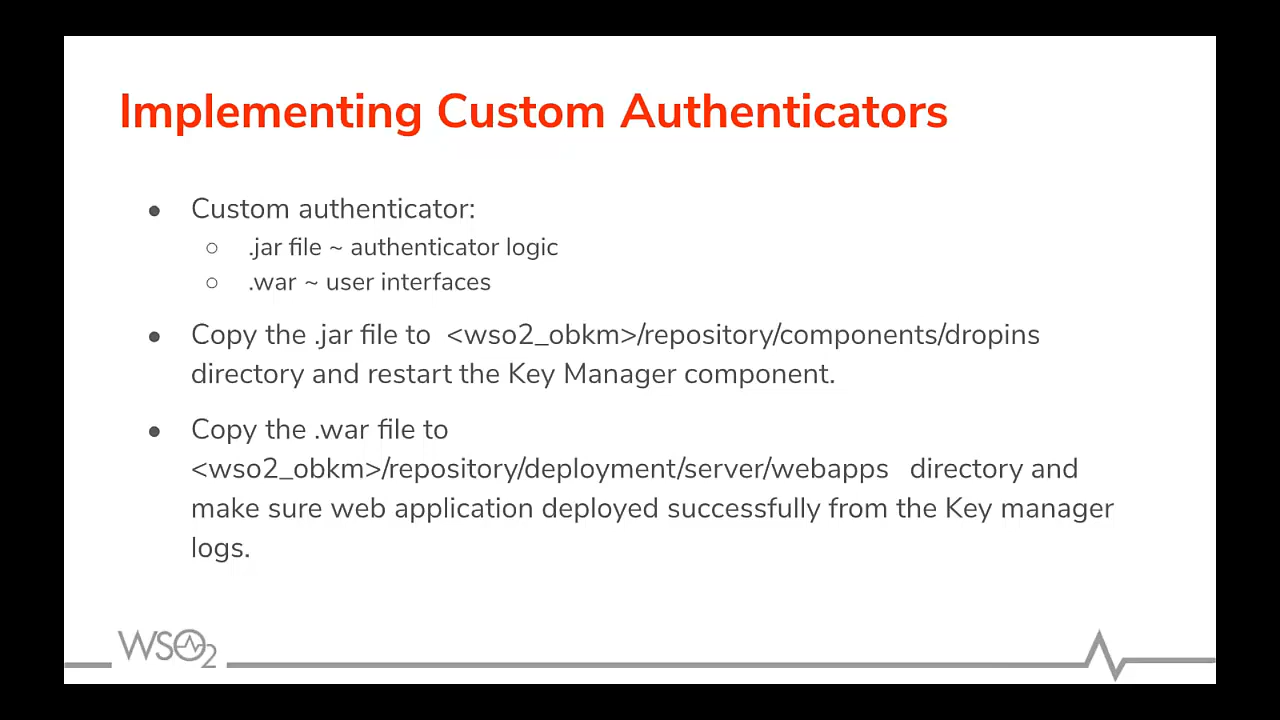 Implementing Custom Authenticators
● Custom authenticator:
○ .jar file ~ authenticator logic
○ .war ~ user interfaces
● Copy the .jar file to <wso2_obkm>/repository/components/dropins
directory and restart the Key Manager component.
● Copy the .war file to
<wso2_obkm>/repository/deployment/server/webapps directory and
make sure web application deployed successfully from the Key manager
logs.
WSO2